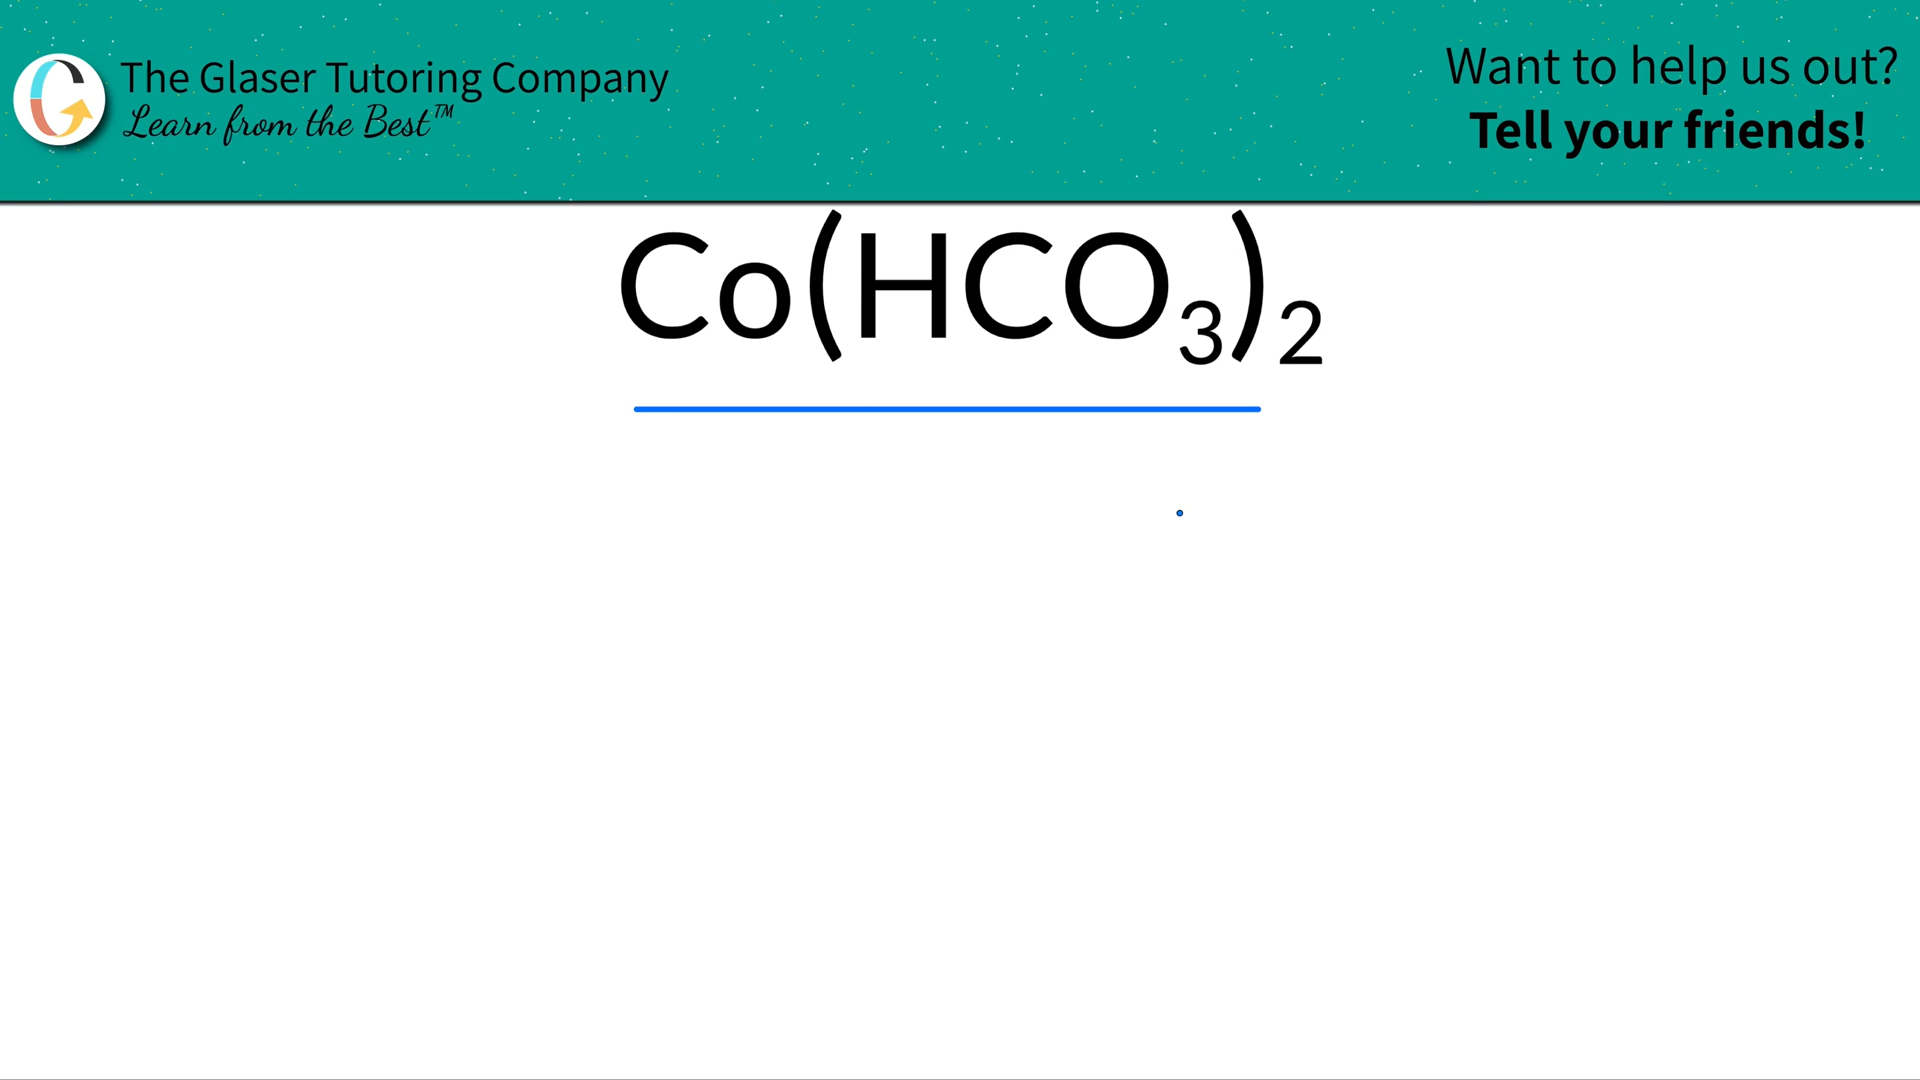 The Glaser Tutoring Company
Learn from the Best™
Want to help us out?
Tell your friends!
Co(HCO₃)₂